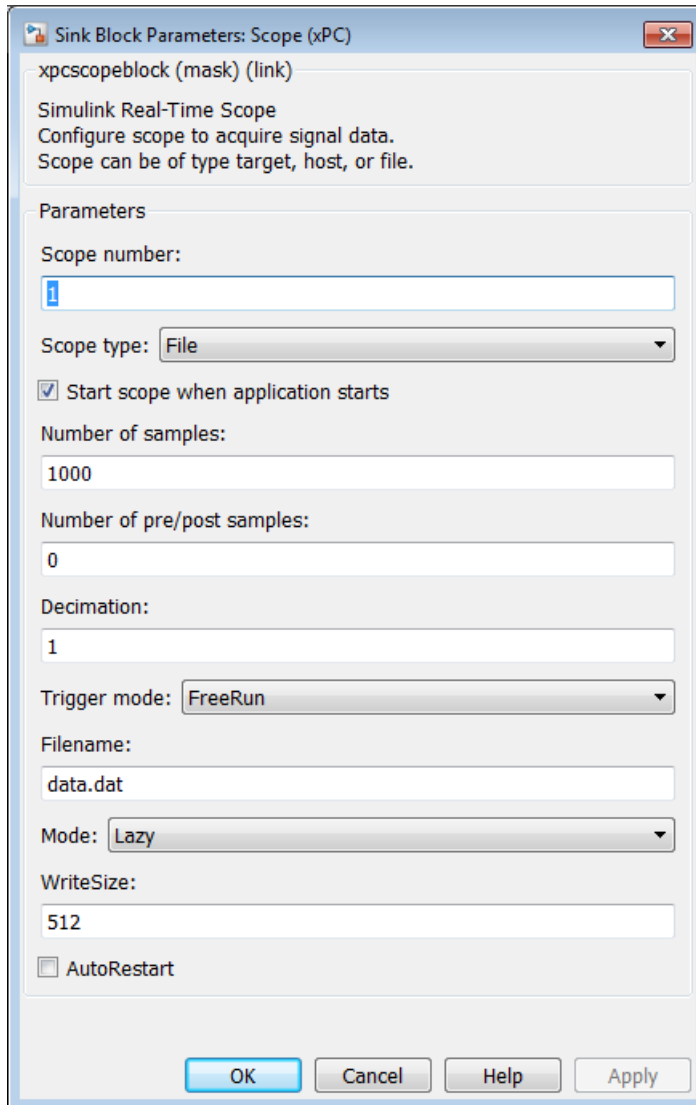 Sink Block Parameters: Scope (xPC)
xpcscopeblock (mask) (link)
Simulink Real-Time Scope
Configure scope to acquire signal data.
Scope can be of type target, host, or file.
Parameters
Scope number:
1
Scope type: File
Start scope when application starts
Number of samples:
1000
Number of pre/post samples:
0
Decimation:
1
Trigger mode: FreeRun
Filename:
data.dat
Mode: Lazy
WriteSize:
512
AutoRestart
OK Cancel Help Apply